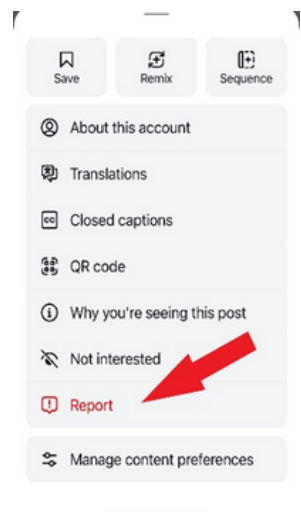 Save
Remix
Sequence
About this account
Translations
CC Closed captions
QR code
Why you're seeing this post
Not interested
Report
Manage content preferences